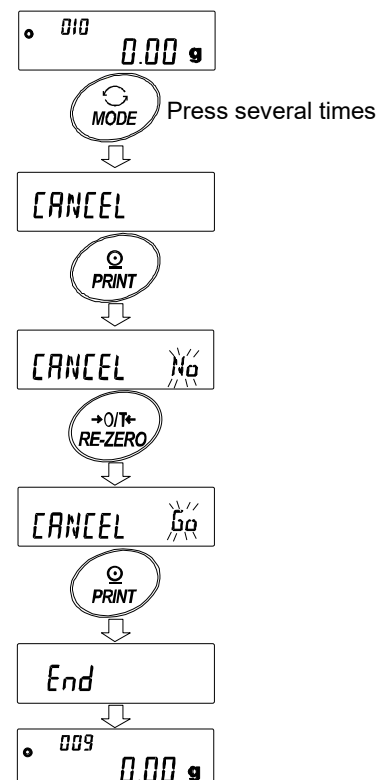 010
0.00 g
MODE Press several times
CANCEL
PRINT
CANCEL No
→0/T←
RE-ZERO
CANCEL Go
PRINT
End
009
0.00 g